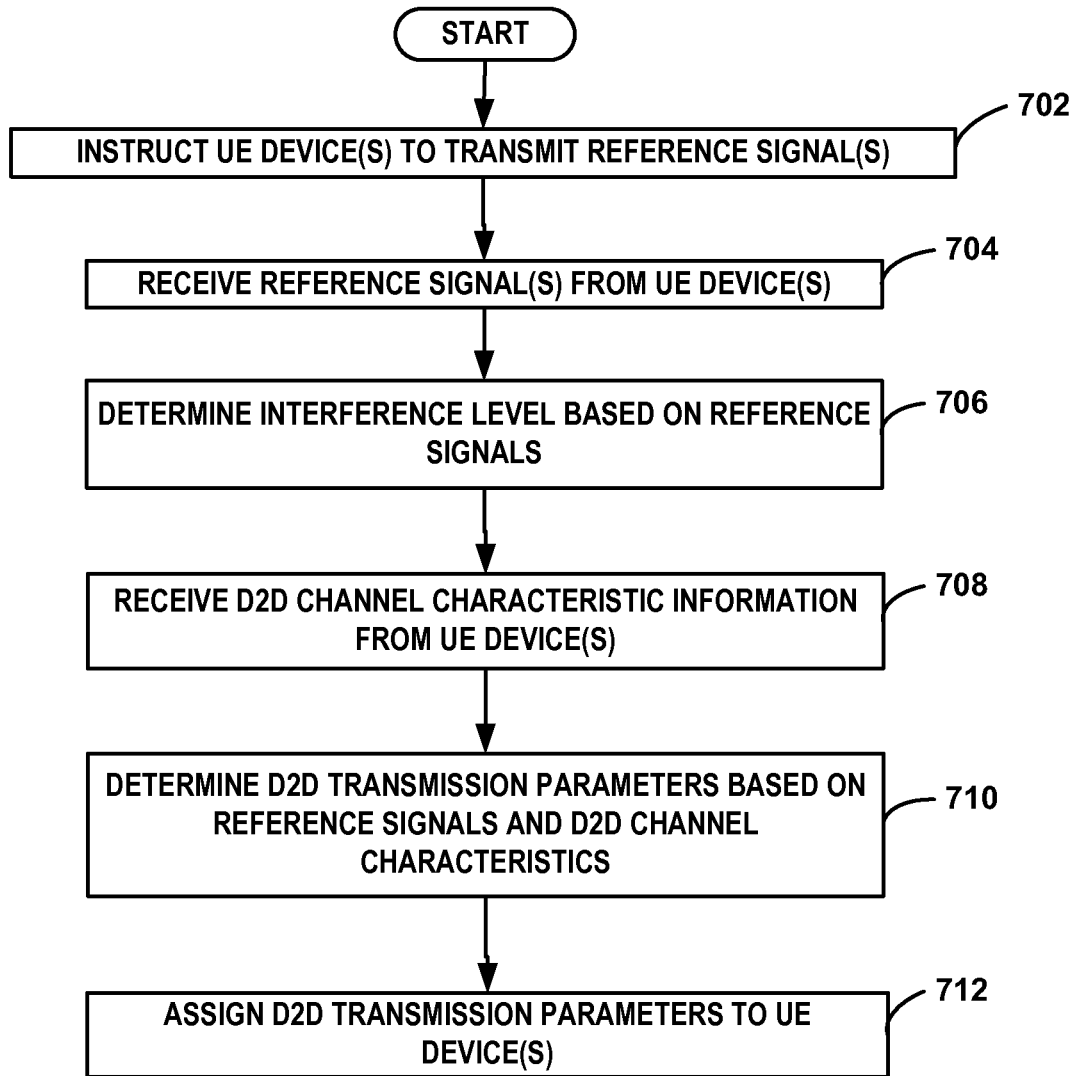 START
702
INSTRUCT UE DEVICE(S) TO TRANSMIT REFERENCE SIGNAL(S)
704
RECEIVE REFERENCE SIGNAL(S) FROM UE DEVICE(S)
706
DETERMINE INTERFERENCE LEVEL BASED ON REFERENCE
SIGNALS
708
RECEIVE D2D CHANNEL CHARACTERISTIC INFORMATION
FROM UE DEVICE(S)
710
DETERMINE D2D TRANSMISSION PARAMETERS BASED ON
REFERENCE SIGNALS AND D2D CHANNEL
CHARACTERISTICS
712
ASSIGN D2D TRANSMISSION PARAMETERS TO UE
DEVICE(S)